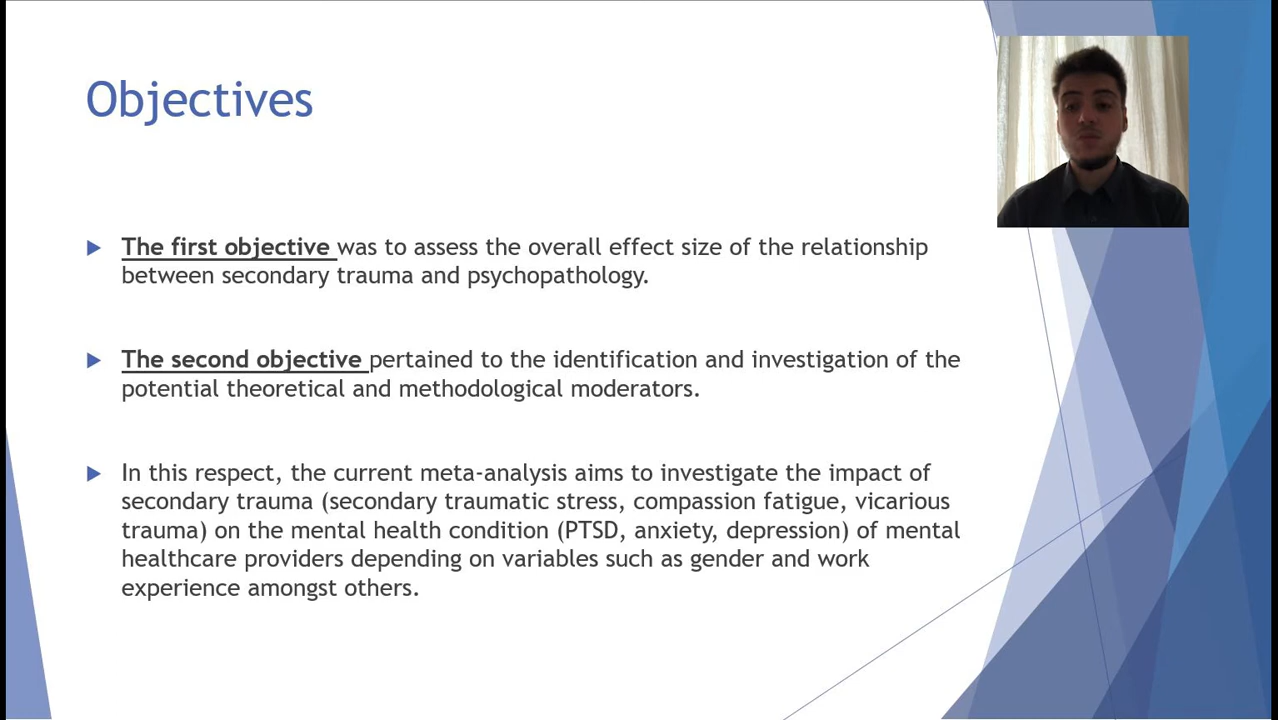 Objectives
The first objective was to assess the overall effect size of the relationship
between secondary trauma and psychopathology.
The second objective pertained to the identification and investigation of the
potential theoretical and methodological moderators.
In this respect, the current meta-analysis aims to investigate the impact of
secondary trauma (secondary traumatic stress, compassion fatigue, vicarious
trauma) on the mental health condition (PTSD, anxiety, depression) of mental
healthcare providers depending on variables such as gender and work
experience amongst others.